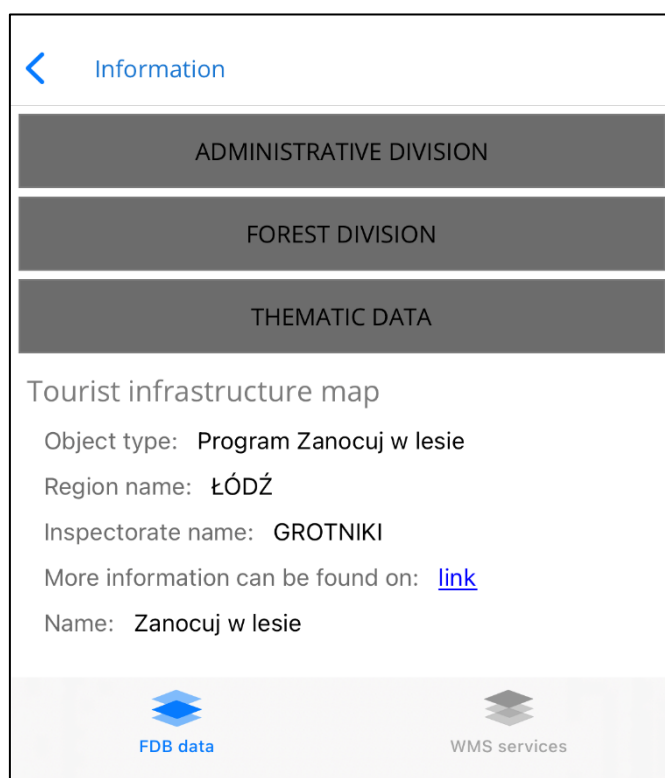 Information
ADMINISTRATIVE DIVISION
FOREST DIVISION
THEMATIC DATA
Tourist infrastructure map
Object type: Program Zanocuj w lesie
Region name: ŁÓDŹ
Inspectorate name: GROTNIKI
More information can be found on: link
Name: Zanocuj w lesie
FDB data WMS services